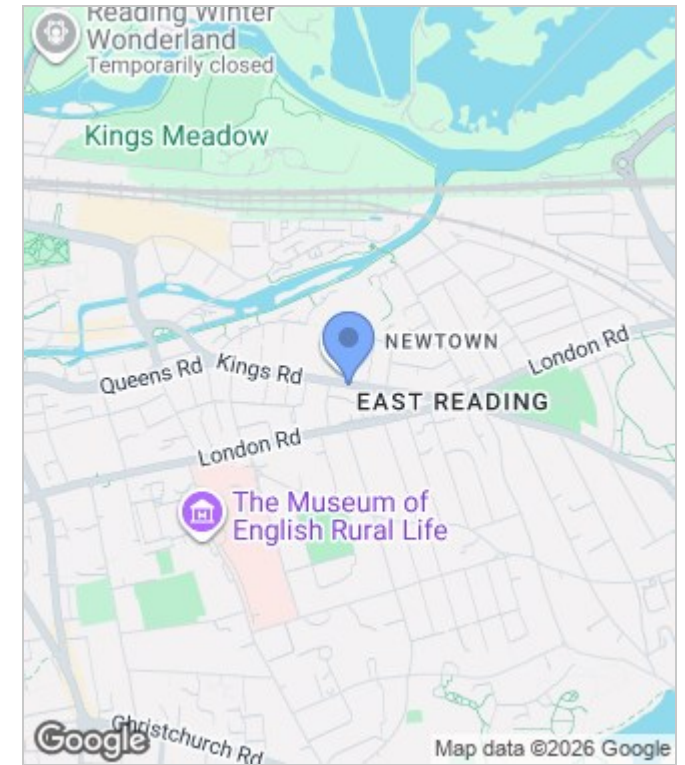 Reading Winter
Wonderland
Temporarily closed
Kings Meadow
NEWTOWN
London Rd
Queens Rd
Kings Rd
EAST READING
London Rd
The Museum of
English Rural Life
Christchurch Rd
Google
Map data ©2026 Google